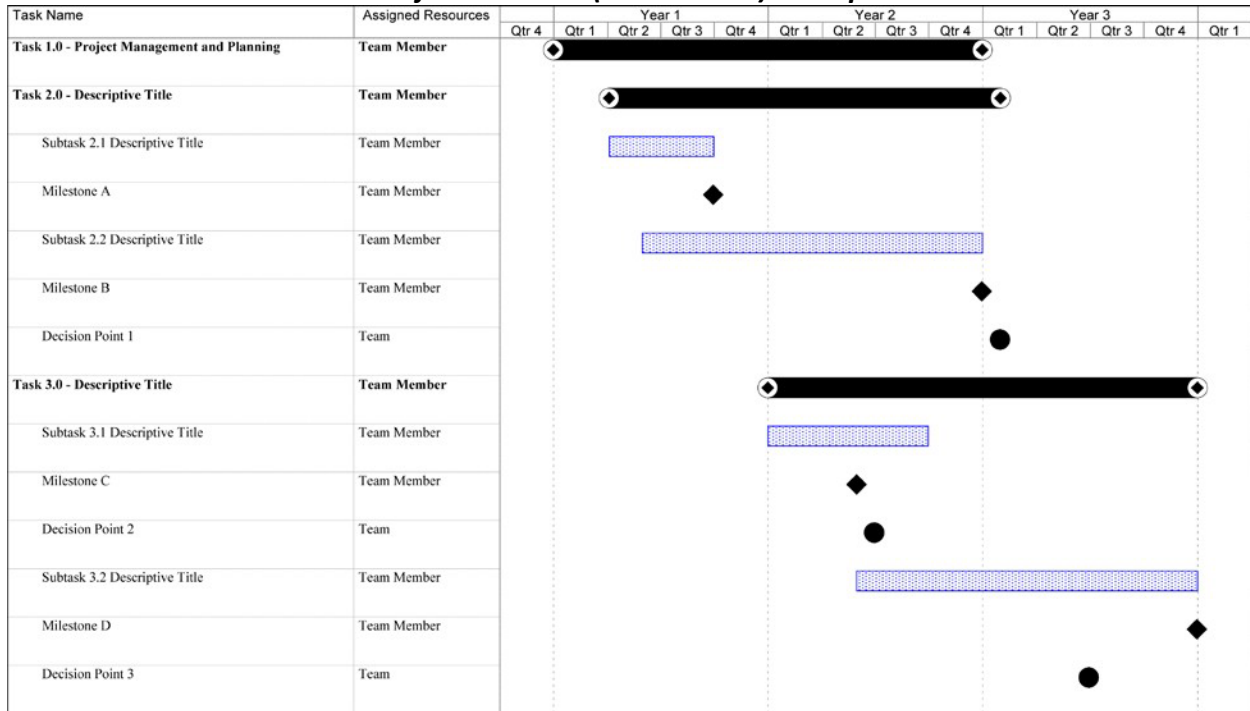 Task Name Assigned Resources Year 1 Year 2 Year 3
Qtr 4 Qtr 1 Qtr 2 Qtr 3 Qtr 4 Qtr 1 Qtr 2 Qtr 3 Qtr 4 Qtr 1 Qtr 2 Qtr 3 Qtr 4 Qtr 1
Task 1.0 - Project Management and Planning Team Member
Task 2.0 - Descriptive Title Team Member
Subtask 2.1 Descriptive Title Team Member
Milestone A Team Member
Subtask 2.2 Descriptive Title Team Member
Milestone B Team Member
Decision Point 1 Team
Task 3.0 - Descriptive Title Team Member
Subtask 3.1 Descriptive Title Team Member
Milestone C Team Member
Decision Point 2 Team
Subtask 3.2 Descriptive Title Team Member
Milestone D Team Member
Decision Point 3 Team